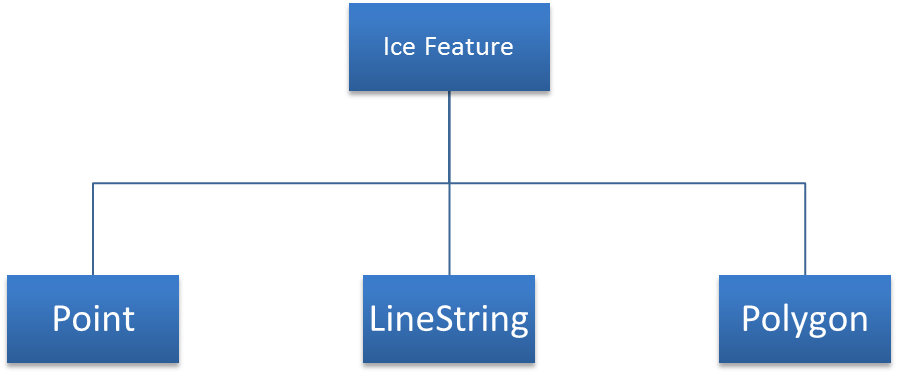 Ice Feature
Point
LineString
Polygon